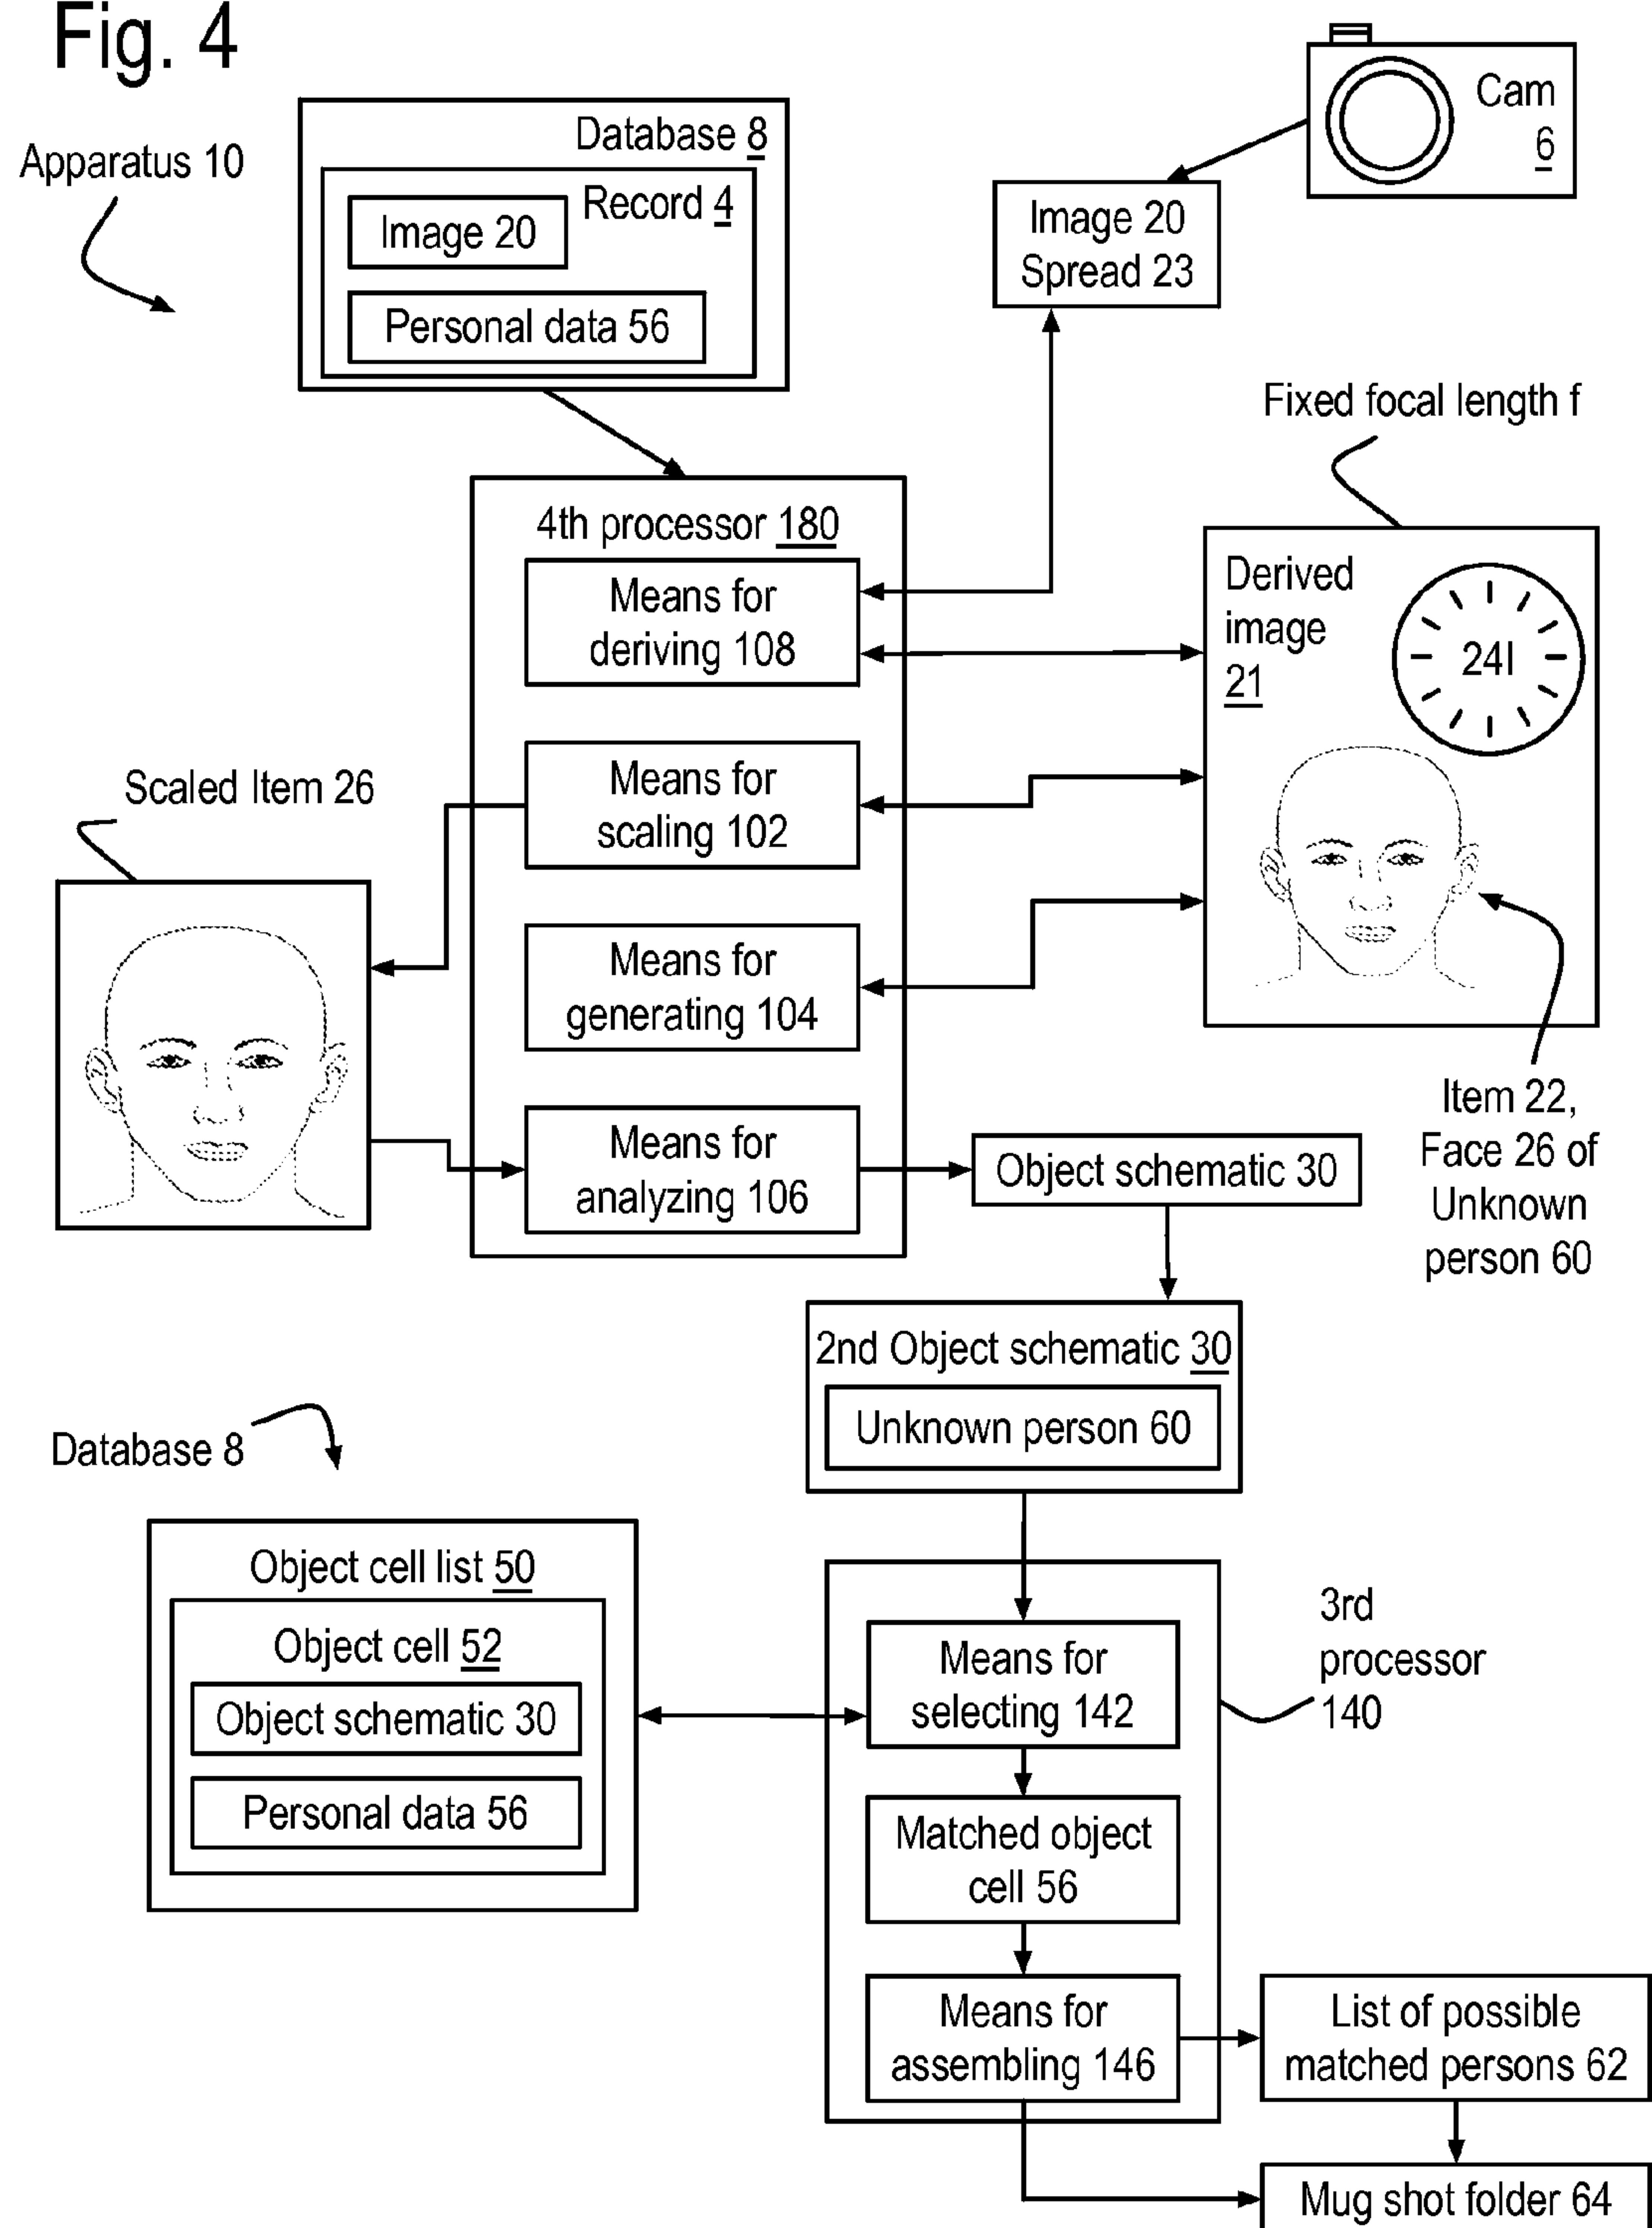 Fig. 4
Apparatus 10
Database 8
Record 4
Image 20
Personal data 56
Cam
6
Image 20
Spread 23
Fixed focal length f
4th processor 180
Means for
deriving 108
Derived
image
21
24I
Means for
scaling 102
Scaled Item 26
Means for
generating 104
Means for
analyzing 106
Object schematic 30
Item 22,
Face 26 of
Unknown
person 60
2nd Object schematic 30
Unknown person 60
Database 8
Object cell list 50
Object cell 52
Object schematic 30
Personal data 56
3rd
processor
140
Means for
selecting 142
Matched object
cell 56
Means for
assembling 146
List of possible
matched persons 62
Mug shot folder 64